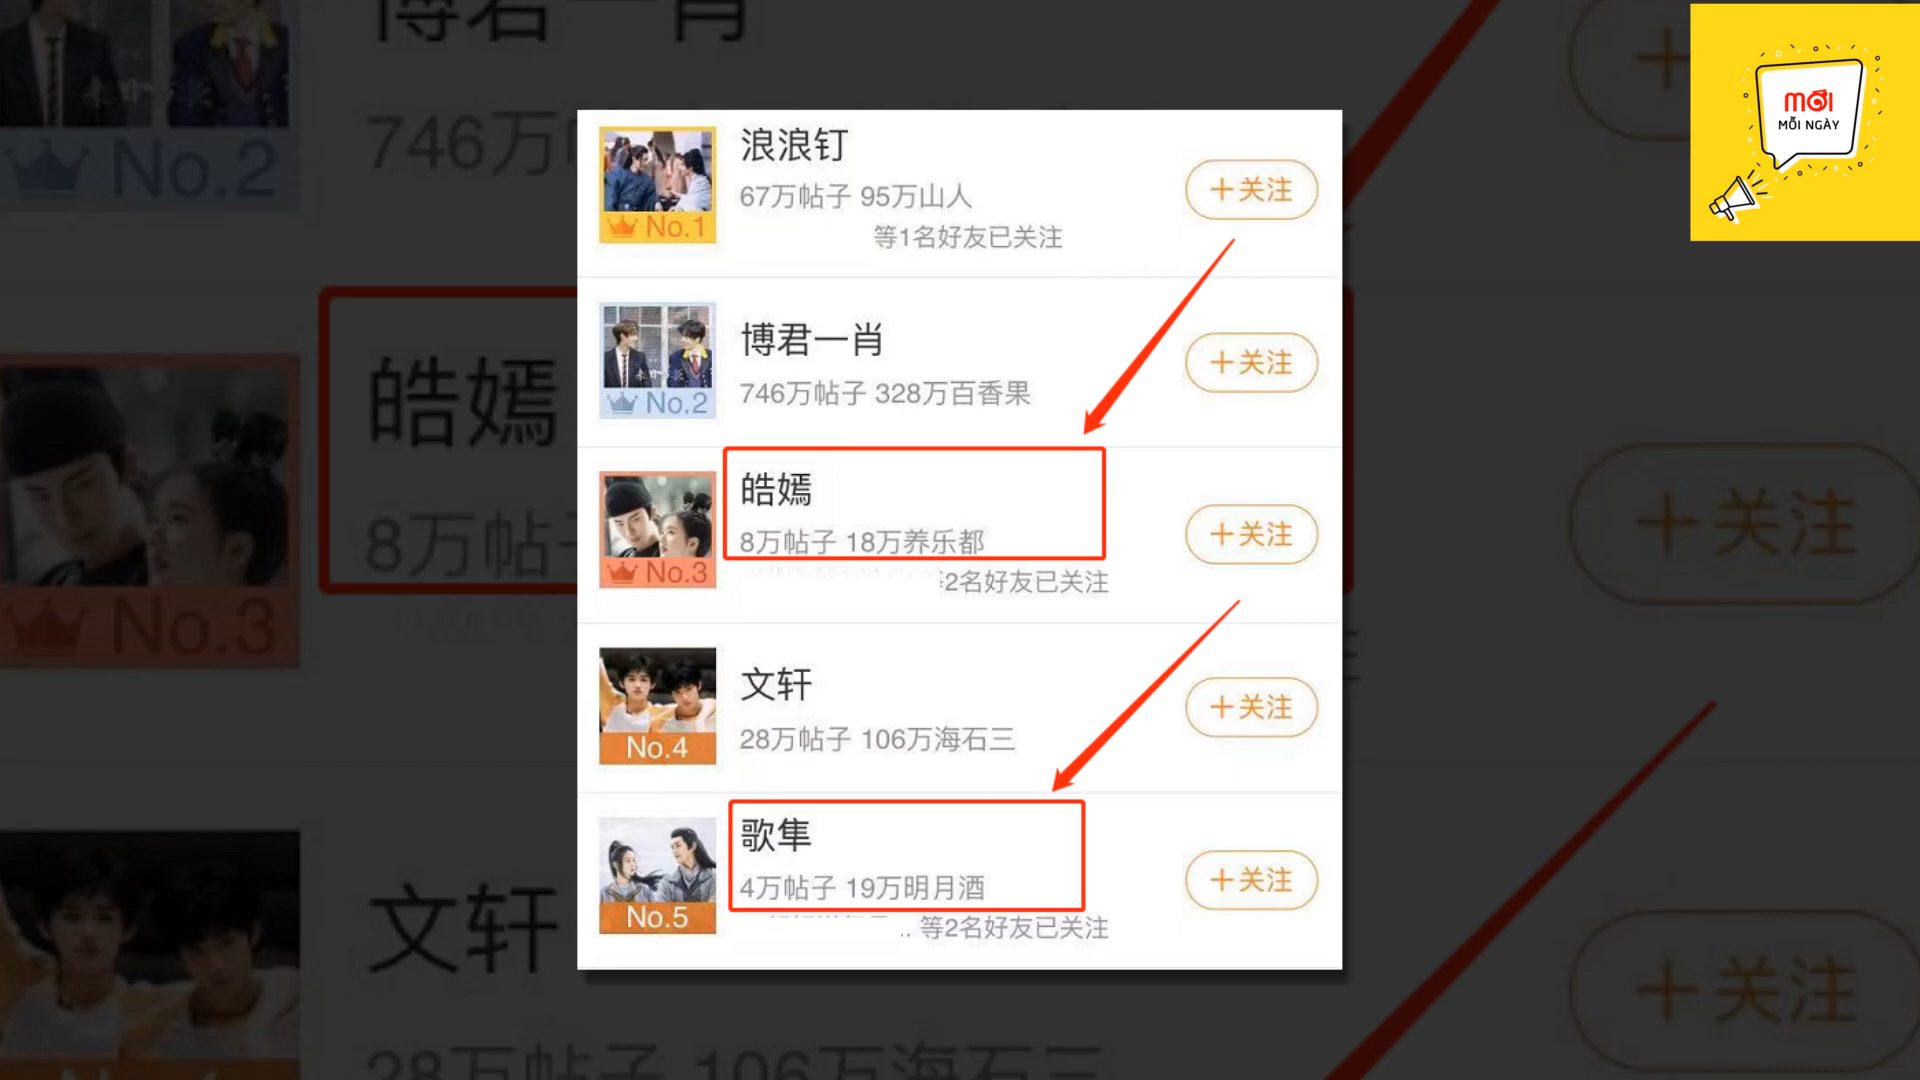 博君一肖
746万
No.2
皓嫣
8万帖子
No.3
文轩
28万帖子 106万海石三
+关注
+关注
浪浪钉
67万帖子 95万山人
等1名好友已关注
No.1
+关注
博君一肖
746万帖子 328万百香果
No.2
+关注
皓嫣
8万帖子 18万养乐都
2名好友已关注
No.3
+关注
文轩
28万帖子 106万海石三
No.4
+关注
歌隼
4万帖子 19万明月酒
.. 等2名好友已关注
No.5
+关注
MỚI
MỖI NGÀY